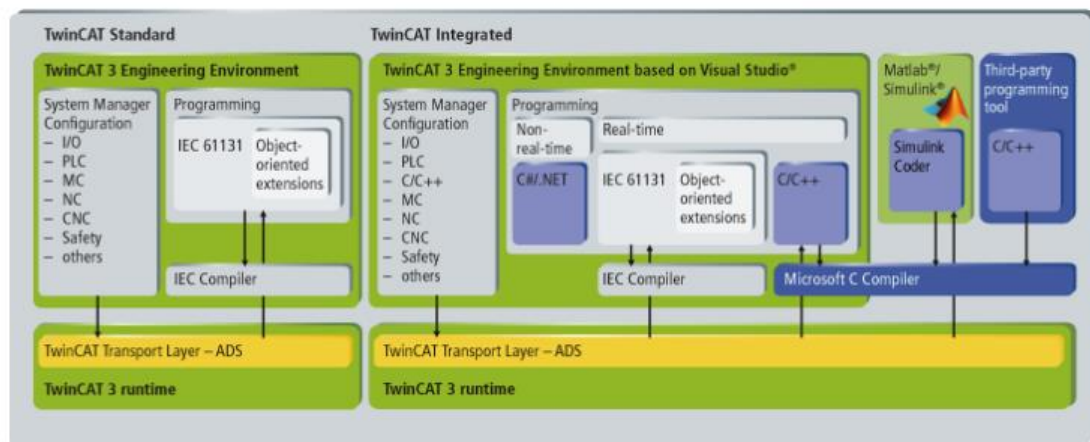 TwinCAT Standard
TwinCAT 3 Engineering Environment
System Manager
Configuration
– I/O
– PLC
– MC
– NC
– CNC
– Safety
– others
Programming
IEC 61131
Object-
oriented
extensions
IEC Compiler
TwinCAT Transport Layer – ADS
TwinCAT 3 runtime
TwinCAT Integrated
TwinCAT 3 Engineering Environment based on Visual Studio®
System Manager
Configuration
– I/O
– PLC
– C/C++
– MC
– NC
– CNC
– Safety
– others
Programming
Non-
real-time
C#/.NET
Real-time
IEC 61131
Object-
oriented
extensions
C/C++
IEC Compiler
Matlab®/
Simulink®
Simulink
Coder
Third-party
programming
tool
C/C++
Microsoft C Compiler
TwinCAT Transport Layer – ADS
TwinCAT 3 runtime